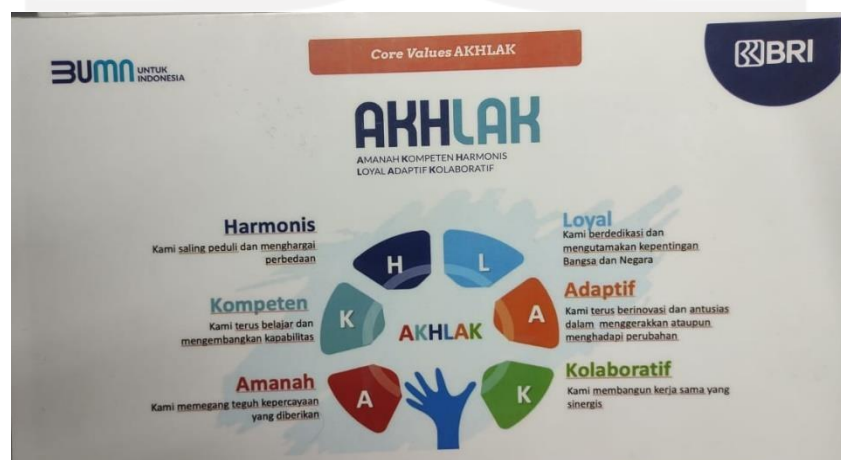 BUMN UNTUK
INDONESIA
Core Values AKHLAK
BRI
AKHLAK
AMANAH KOMPETEN HARMONIS
LOYAL ADAPTIF KOLABORATIF
Harmonis
Kami saling peduli dan menghargai
perbedaan
Loyal
Kami berdedikasi dan
mengutamakan kepentingan
Bangsa dan Negara
H
L
Kompeten
Kami terus belajar dan
mengembangkan kapabilitas
K
AKHLAK
A
Adaptif
Kami terus berinovasi dan antusias
dalam menggerakkan ataupun
menghadapi perubahan
Amanah
Kami memegang teguh kepercayaan
yang diberikan
A
K
Kolaboratif
Kami membangun kerja sama yang
sinergis